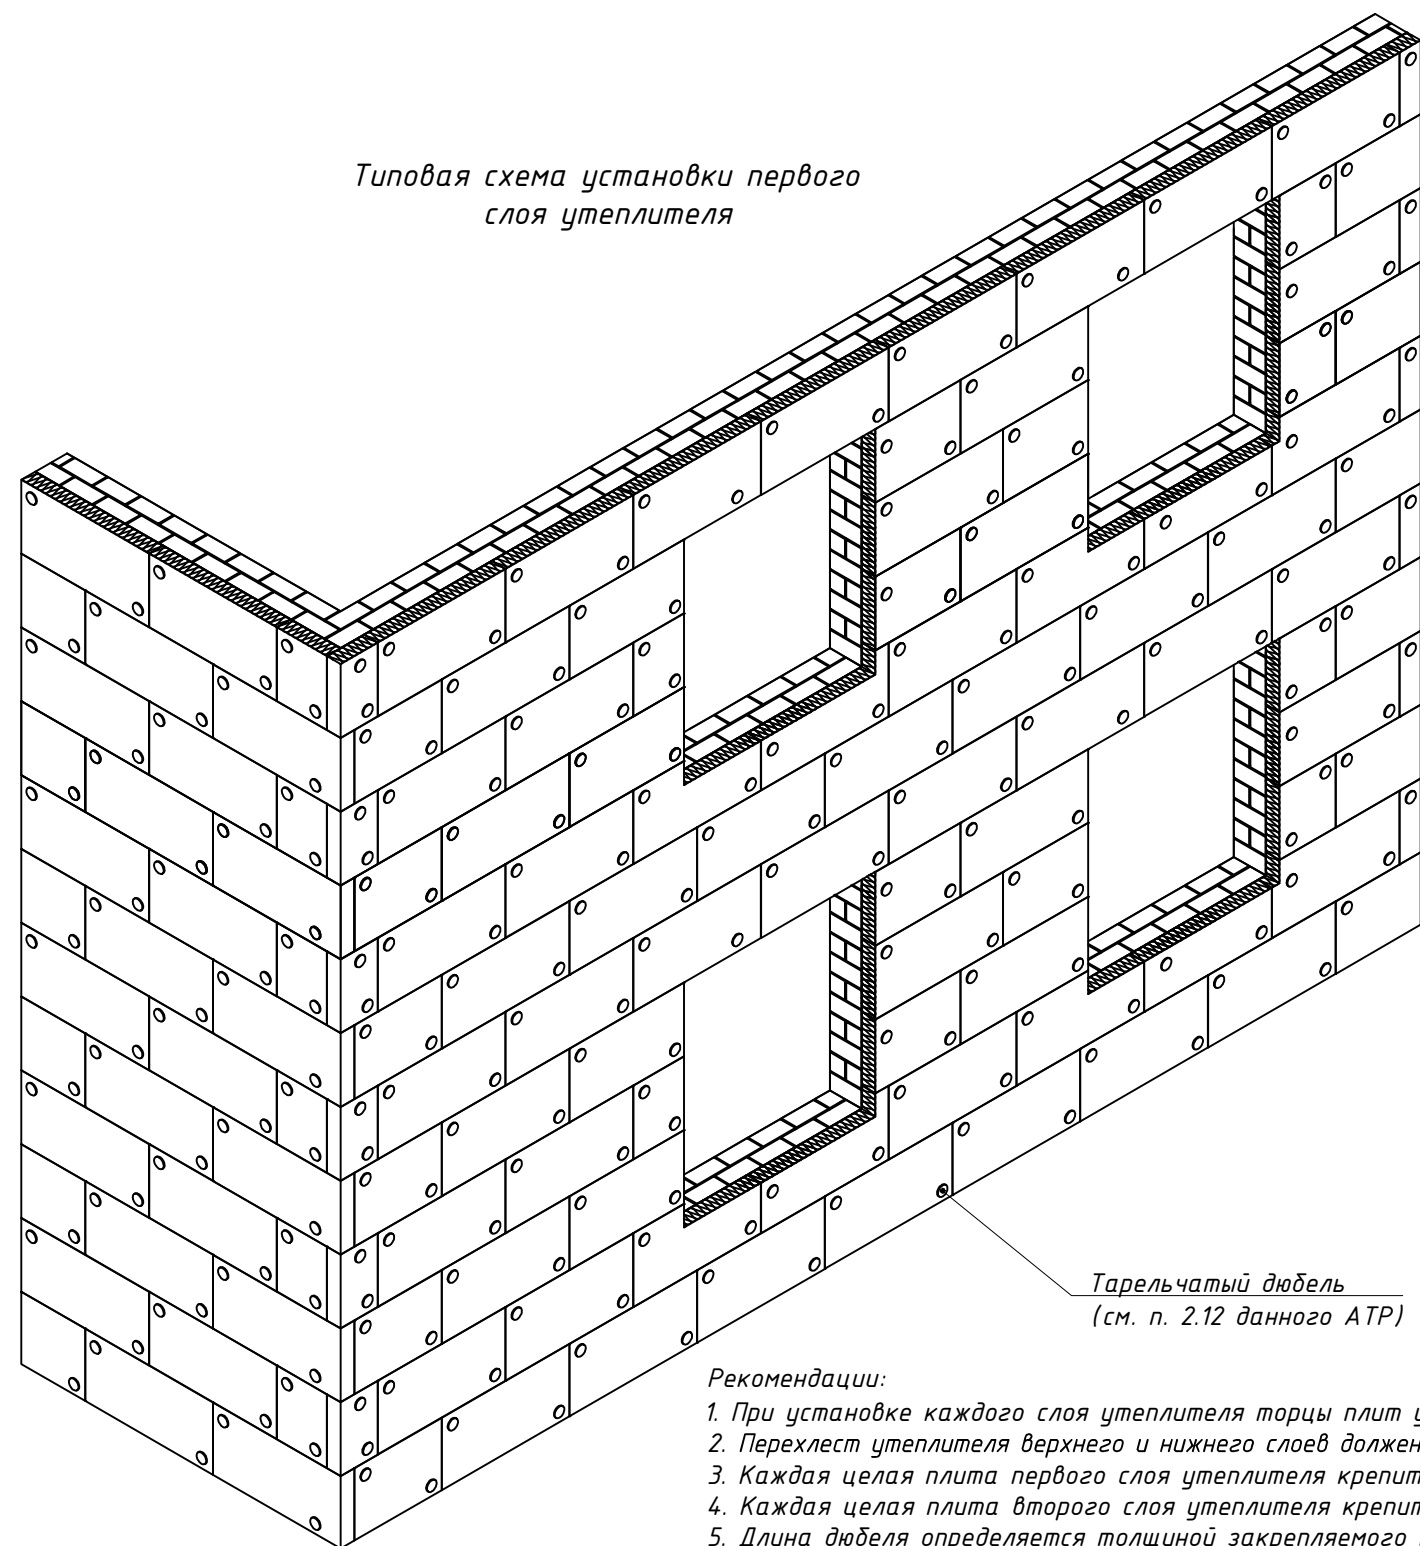 Типовая схема установки первого
слоя утеплителя
Тарельчатый дюбель
(см. п. 2.12 данного АТР)
Рекомендации:
1. При установке каждого слоя утеплителя торцы плит
2. Перехлест утеплителя верхнего и нижнего слоев должен
3. Каждая целая плита первого слоя утеплителя
4. Каждая целая плита второго слоя утеплителя
5. Длина дюбеля определяется толщиной закрепляемого